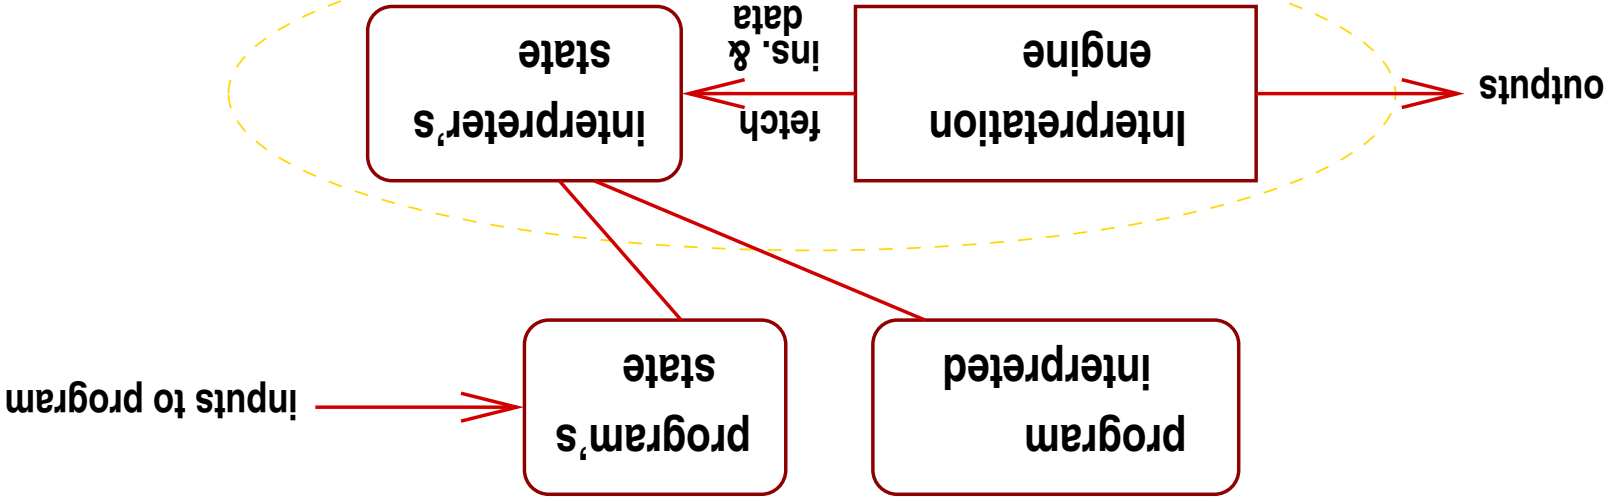 program
interpreted
program's
state
inputs to program
outputs
Interpretation
engine
fetch
ins. &
data
interpreter's
state